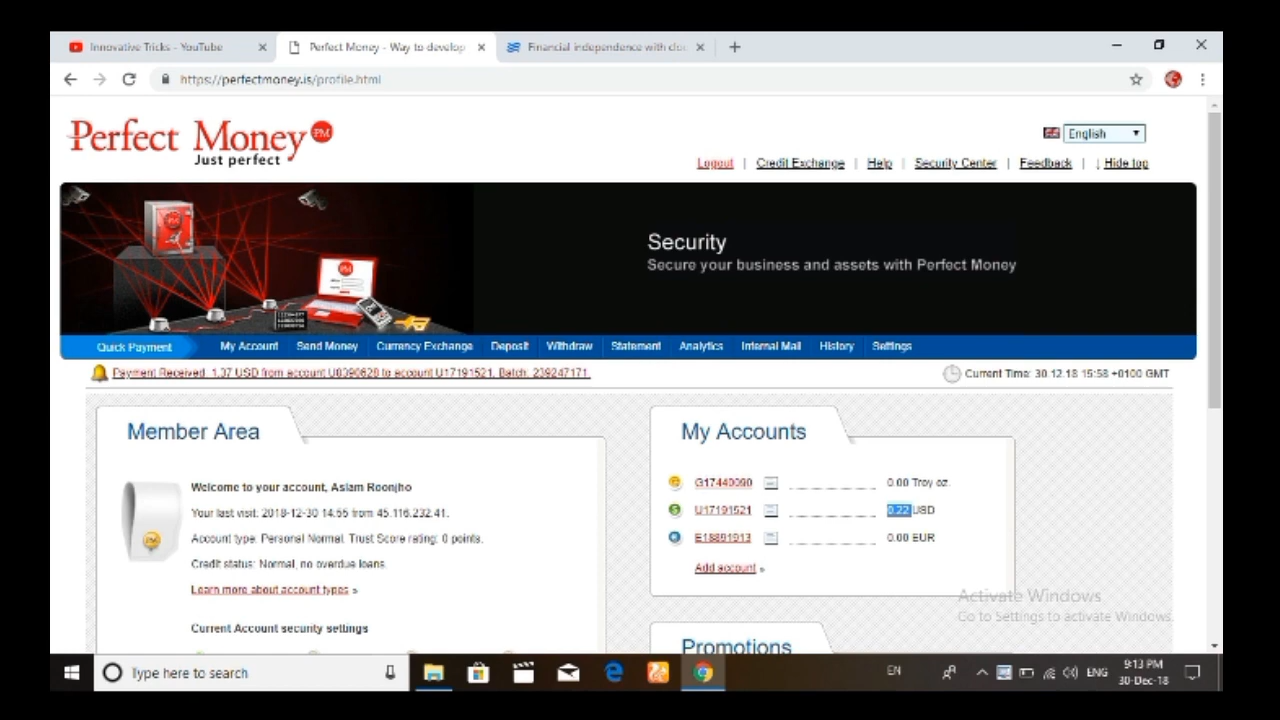 Innovative Tricks - YouTube
Perfect Money - Way to develop
Financial independence with clou
https://perfectmoney.is/profile.html
Perfect Money PM
Just perfect
English
Logout | Credit Exchange | Help | Security Center | Feedback | ↓ Hide top
Security
Secure your business and assets with Perfect Money
Quick Payment My Account Send Money Currency Exchange Deposit Withdraw Statement Analytics Internal Mail History Settings
Payment Received: 1.37 USD from account U8390628 to account U17191521. Batch: 239247171.
Current Time: 30.12.18 15:58 +0100 GMT
Member Area
Welcome to your account, Aslam Roonjho
Your last visit: 2018-12-30 14:55 from 45.116.232.41.
Account type: Personal Normal. Trust Score rating: 0 points.
Credit status: Normal, no overdue loans.
Learn more about account types »
Current Account security settings
My Accounts
G17440090 0.00 Troy oz.
U17191521 0.22 USD
E18891913 0.00 EUR
Add account »
Promotions
Activate Windows
Go to Settings to activate Windows.
Type here to search
EN
ENG
9:13 PM
30-Dec-18